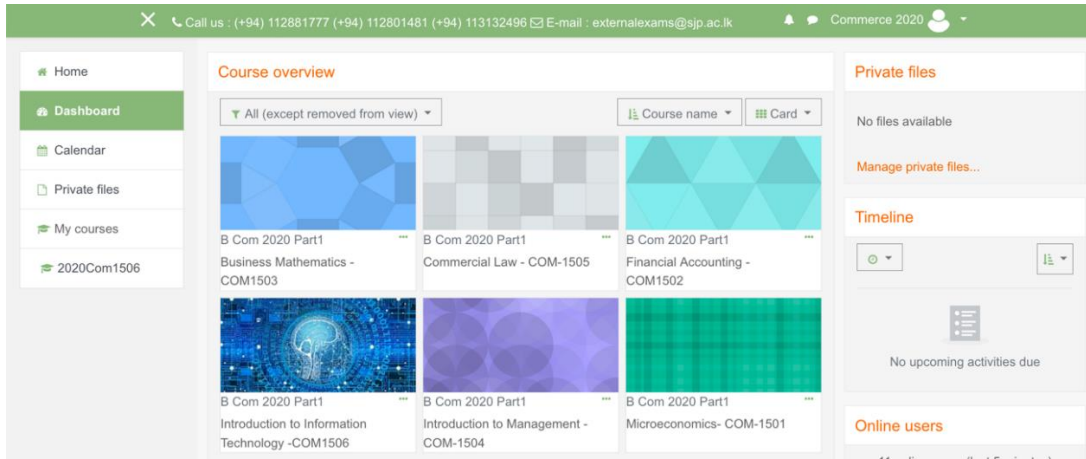 Call us : (+94) 112881777 (+94) 112801481 (+94) 113132496 E-mail : externalexams@sjp.ac.lk
Commerce 2020
Home
Dashboard
Calendar
Private files
My courses
2020Com1506
Course overview
All (except removed from view)
Course name
Card
B Com 2020 Part1
Business Mathematics -
COM1503
B Com 2020 Part1
Commercial Law - COM-1505
B Com 2020 Part1
Financial Accounting -
COM1502
B Com 2020 Part1
Introduction to Information
Technology -COM1506
B Com 2020 Part1
Introduction to Management -
COM-1504
B Com 2020 Part1
Microeconomics- COM-1501
Private files
No files available
Manage private files...
Timeline
No upcoming activities due
Online users